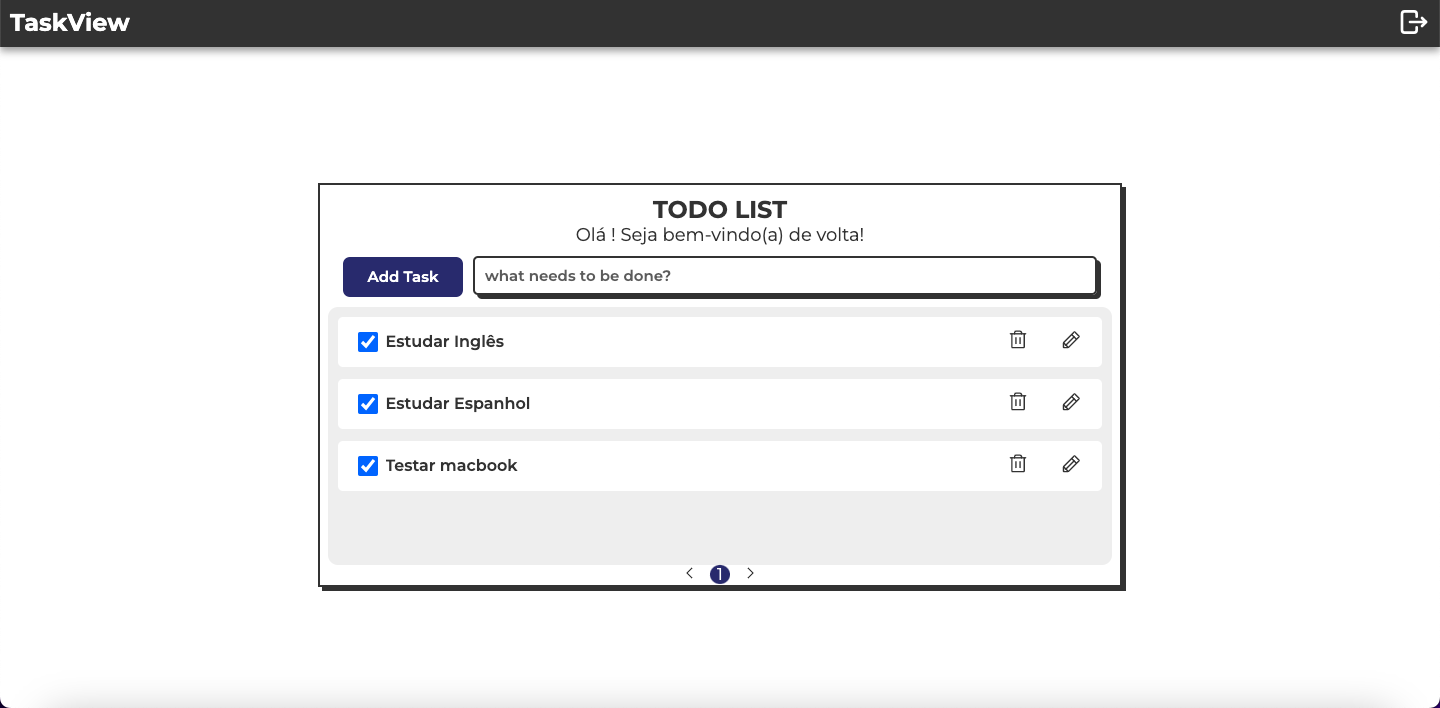 TaskView
TODO LIST
Olá ! Seja bem-vindo(a) de volta!
Add Task
what needs to be done?
Estudar Inglês
Estudar Espanhol
Testar macbook
1